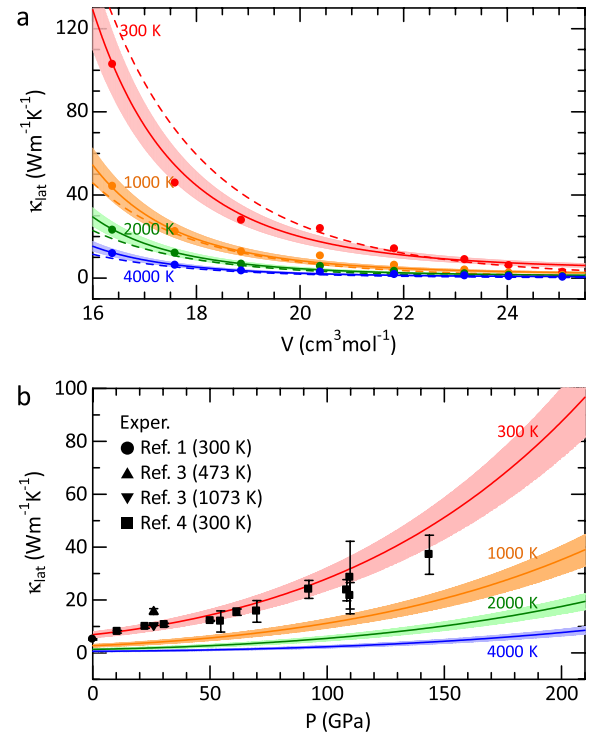 a
120
80
40
0
κlat (Wm-1K-1)
300 K
1000 K
2000 K
4000 K
16 18 20 22 24
V (cm3mol-1)
b
100
80
60
40
20
0
κlat (Wm-1K-1)
Exper.
Ref. 1 (300 K)
Ref. 3 (473 K)
Ref. 3 (1073 K)
Ref. 4 (300 K)
300 K
1000 K
2000 K
4000 K
0 50 100 150 200
P (GPa)